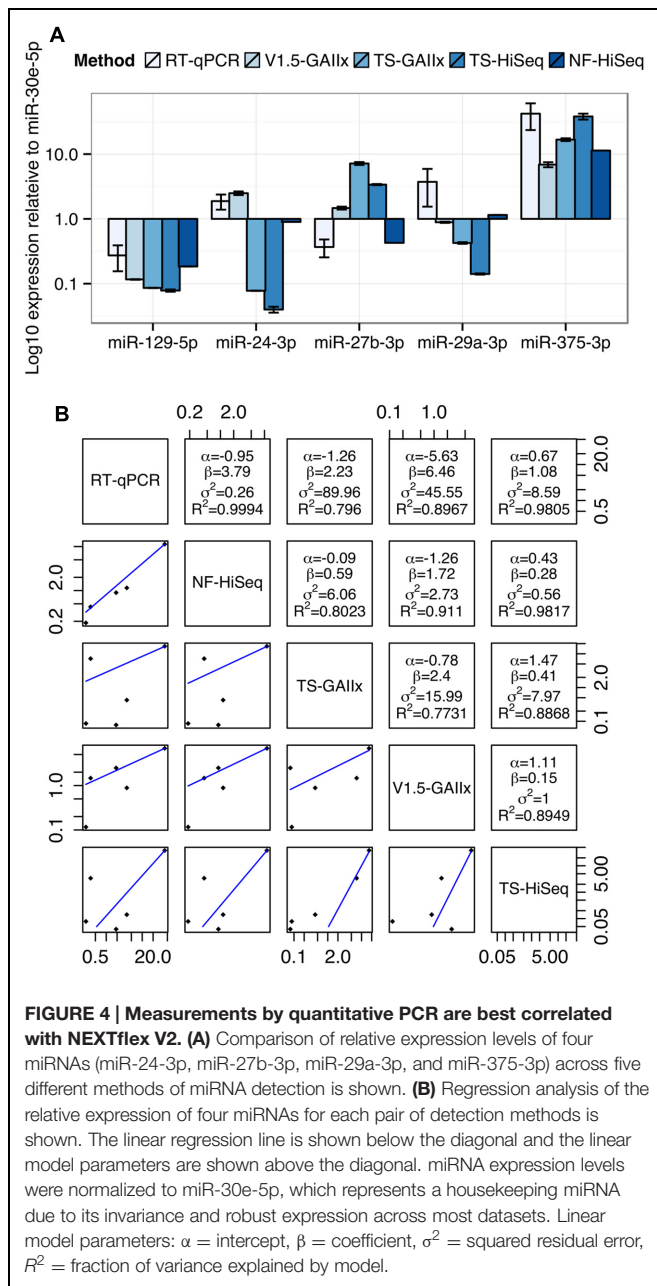 A
Method RT-qPCR V1.5-GAIIx TS-GAIIx TS-HiSeq NF-HiSeq
Log10 expression relateive to miR-30e-5p
10.0
1.0
0.1
miR-129-5p miR-24-3p miR-27b-3p miR-29a-3p miR-375-3p
B
0.2 2.0 0.1 1.0
RT-qPCR
α=-0.95
β=3.79
σ²=0.26
R²=0.9994
α=-1.26
β=2.23
σ²=89.96
R²=0.796
α=-5.63
β=6.46
σ²=45.55
R²=0.8967
α=0.67
β=1.08
σ²=8.59
R²=0.9805
0.5 20.0
0.2 2.0
NF-HiSeq
α=-0.09
β=0.59
σ²=6.06
R²=0.8023
α=-1.26
β=1.72
σ²=2.73
R²=0.911
α=0.43
β=0.28
σ²=0.56
R²=0.9817
TS-GAIIx
α=-0.78
β=2.4
σ²=15.99
R²=0.7731
α=1.47
β=0.41
σ²=7.97
R²=0.8868
0.1 2.0
0.1 1.0
V1.5-GAIIx
α=1.11
β=0.15
σ²=1
R²=0.8949
TS-HiSeq
0.05 5.00
0.5 20.0 0.1 2.0 0.05 5.00
FIGURE 4 | Measurements by quantitative PCR are best correlated
with NEXTflex V2. (A) Comparison of relative expression levels of four
miRNAs (miR-24-3p, miR-27b-3p, miR-29a-3p, and miR-375-3p) across five
different methods of miRNA detection is shown. (B) Regression analysis of the
relative expression of four miRNAs for each pair of detection methods is
shown. The linear regression line is shown below the diagonal and the linear
model parameters are shown above the diagonal. miRNA expression levels
were normalized to miR-30e-5p, which represents a housekeeping miRNA
due to its invariance and robust expression across most datasets. Linear
model parameters: α = intercept, β = coefficient, σ² = squared residual error,
R² = fraction of variance explained by model.